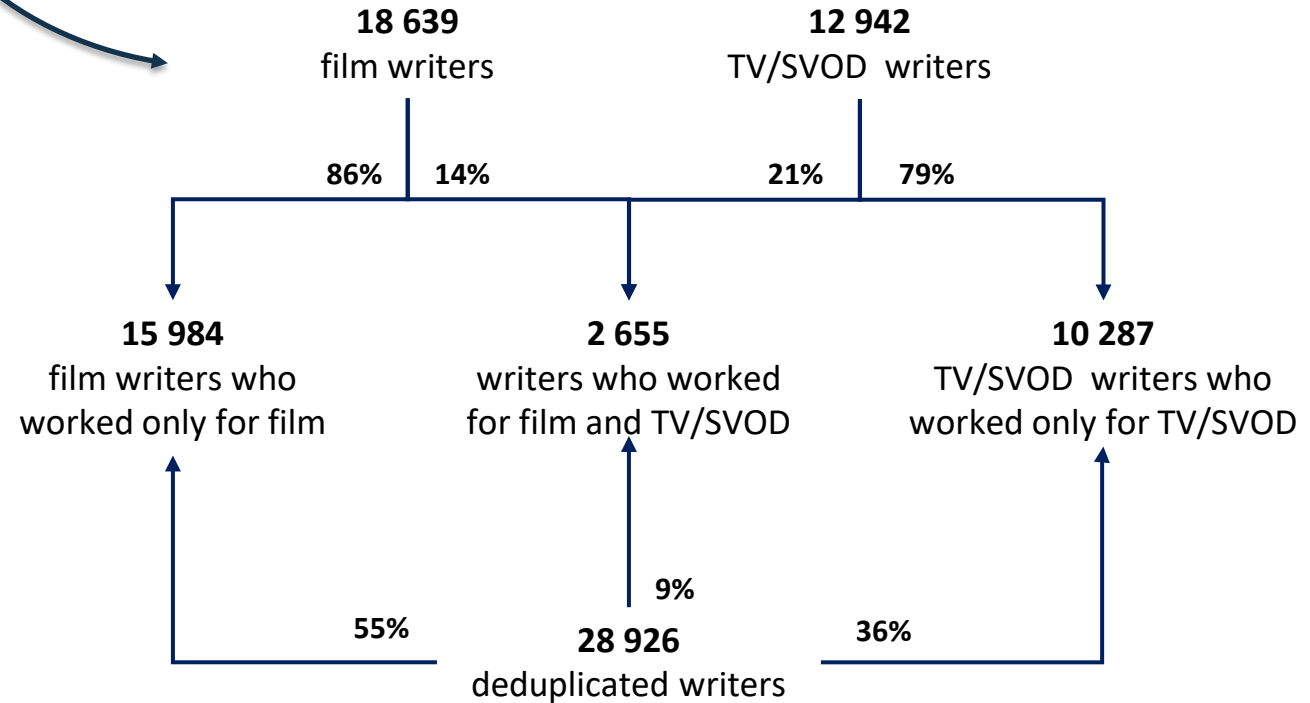 18 639
film writers
12 942
TV/SVOD writers
86%
14%
21%
79%
15 984
film writers who
worked only for film
2 655
writers who worked
for film and TV/SVOD
10 287
TV/SVOD writers who
worked only for TV/SVOD
9%
55%
28 926
deduplicated writers
36%